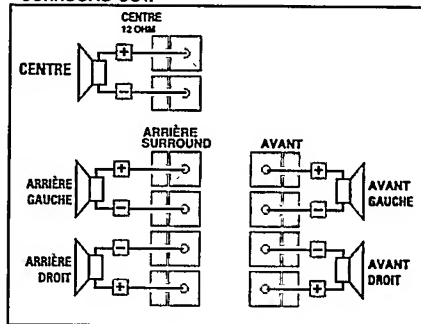 CENTRE
12 OHM
CENTRE
+
−
ARRIÈRE
SURROUND
AVANT
+
+
ARRIÈRE
GAUCHE
AVANT
GAUCHE
−
−
−
−
ARRIÈRE
DROIT
AVANT
DROIT
+
+